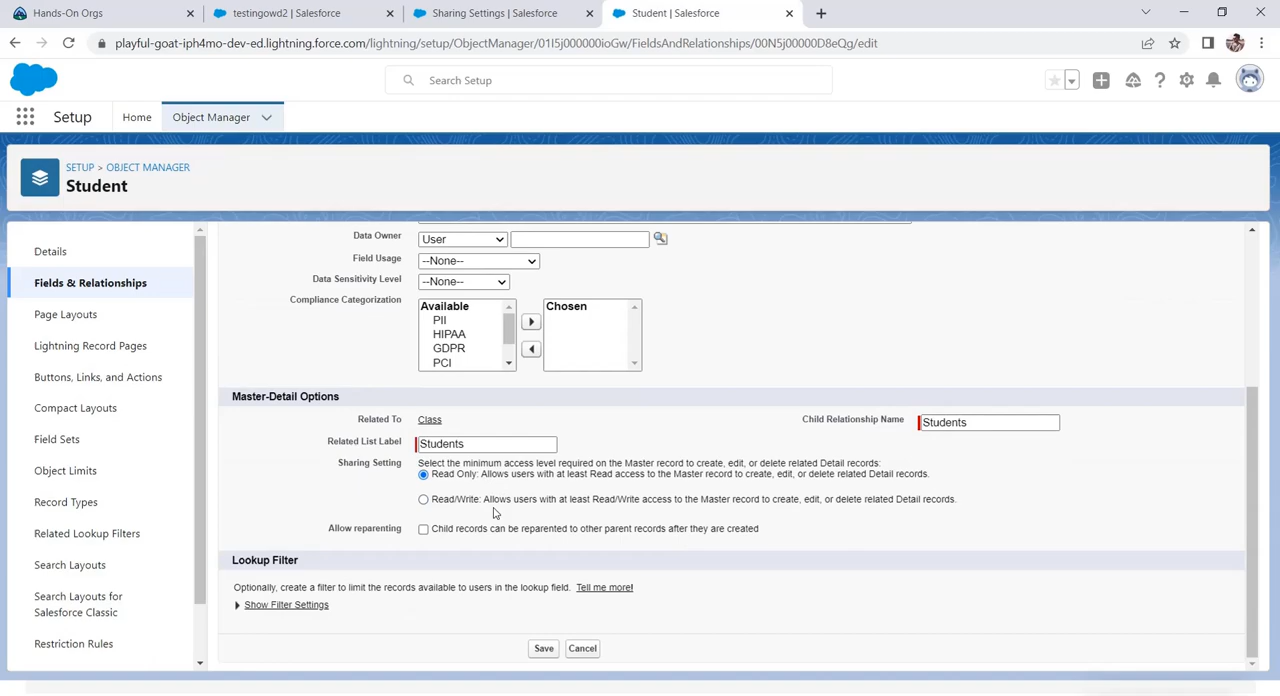 Hands-On Orgs
testingowd2 | Salesforce
Sharing Settings | Salesforce
Student | Salesforce
playful-goat-iph4mo-dev-ed.lightning.force.com/lightning/setup/ObjectManager/01I5j000000ioGw/FieldsAndRelationships/00N5j00000D8eQg/edit
Search Setup
Setup
Home
Object Manager
SETUP > OBJECT MANAGER
Student
Details
Fields & Relationships
Page Layouts
Lightning Record Pages
Buttons, Links, and Actions
Compact Layouts
Field Sets
Object Limits
Record Types
Related Lookup Filters
Search Layouts
Search Layouts for
Salesforce Classic
Restriction Rules
Data Owner User
Field Usage --None--
Data Sensitivity Level --None--
Compliance Categorization
Available
PII
HIPAA
GDPR
PCI
Chosen
Master-Detail Options
Related To Class Child Relationship Name Students
Related List Label Students
Sharing Setting Select the minimum access level required on the Master record to create, edit, or delete related Detail records:
Read Only: Allows users with at least Read access to the Master record to create, edit, or delete related Detail records.
Read/Write: Allows users with at least Read/Write access to the Master record to create, edit, or delete related Detail records.
Allow reparenting Child records can be reparented to other parent records after they are created
Lookup Filter
Optionally, create a filter to limit the records available to users in the lookup field. Tell me more!
Show Filter Settings
Save Cancel